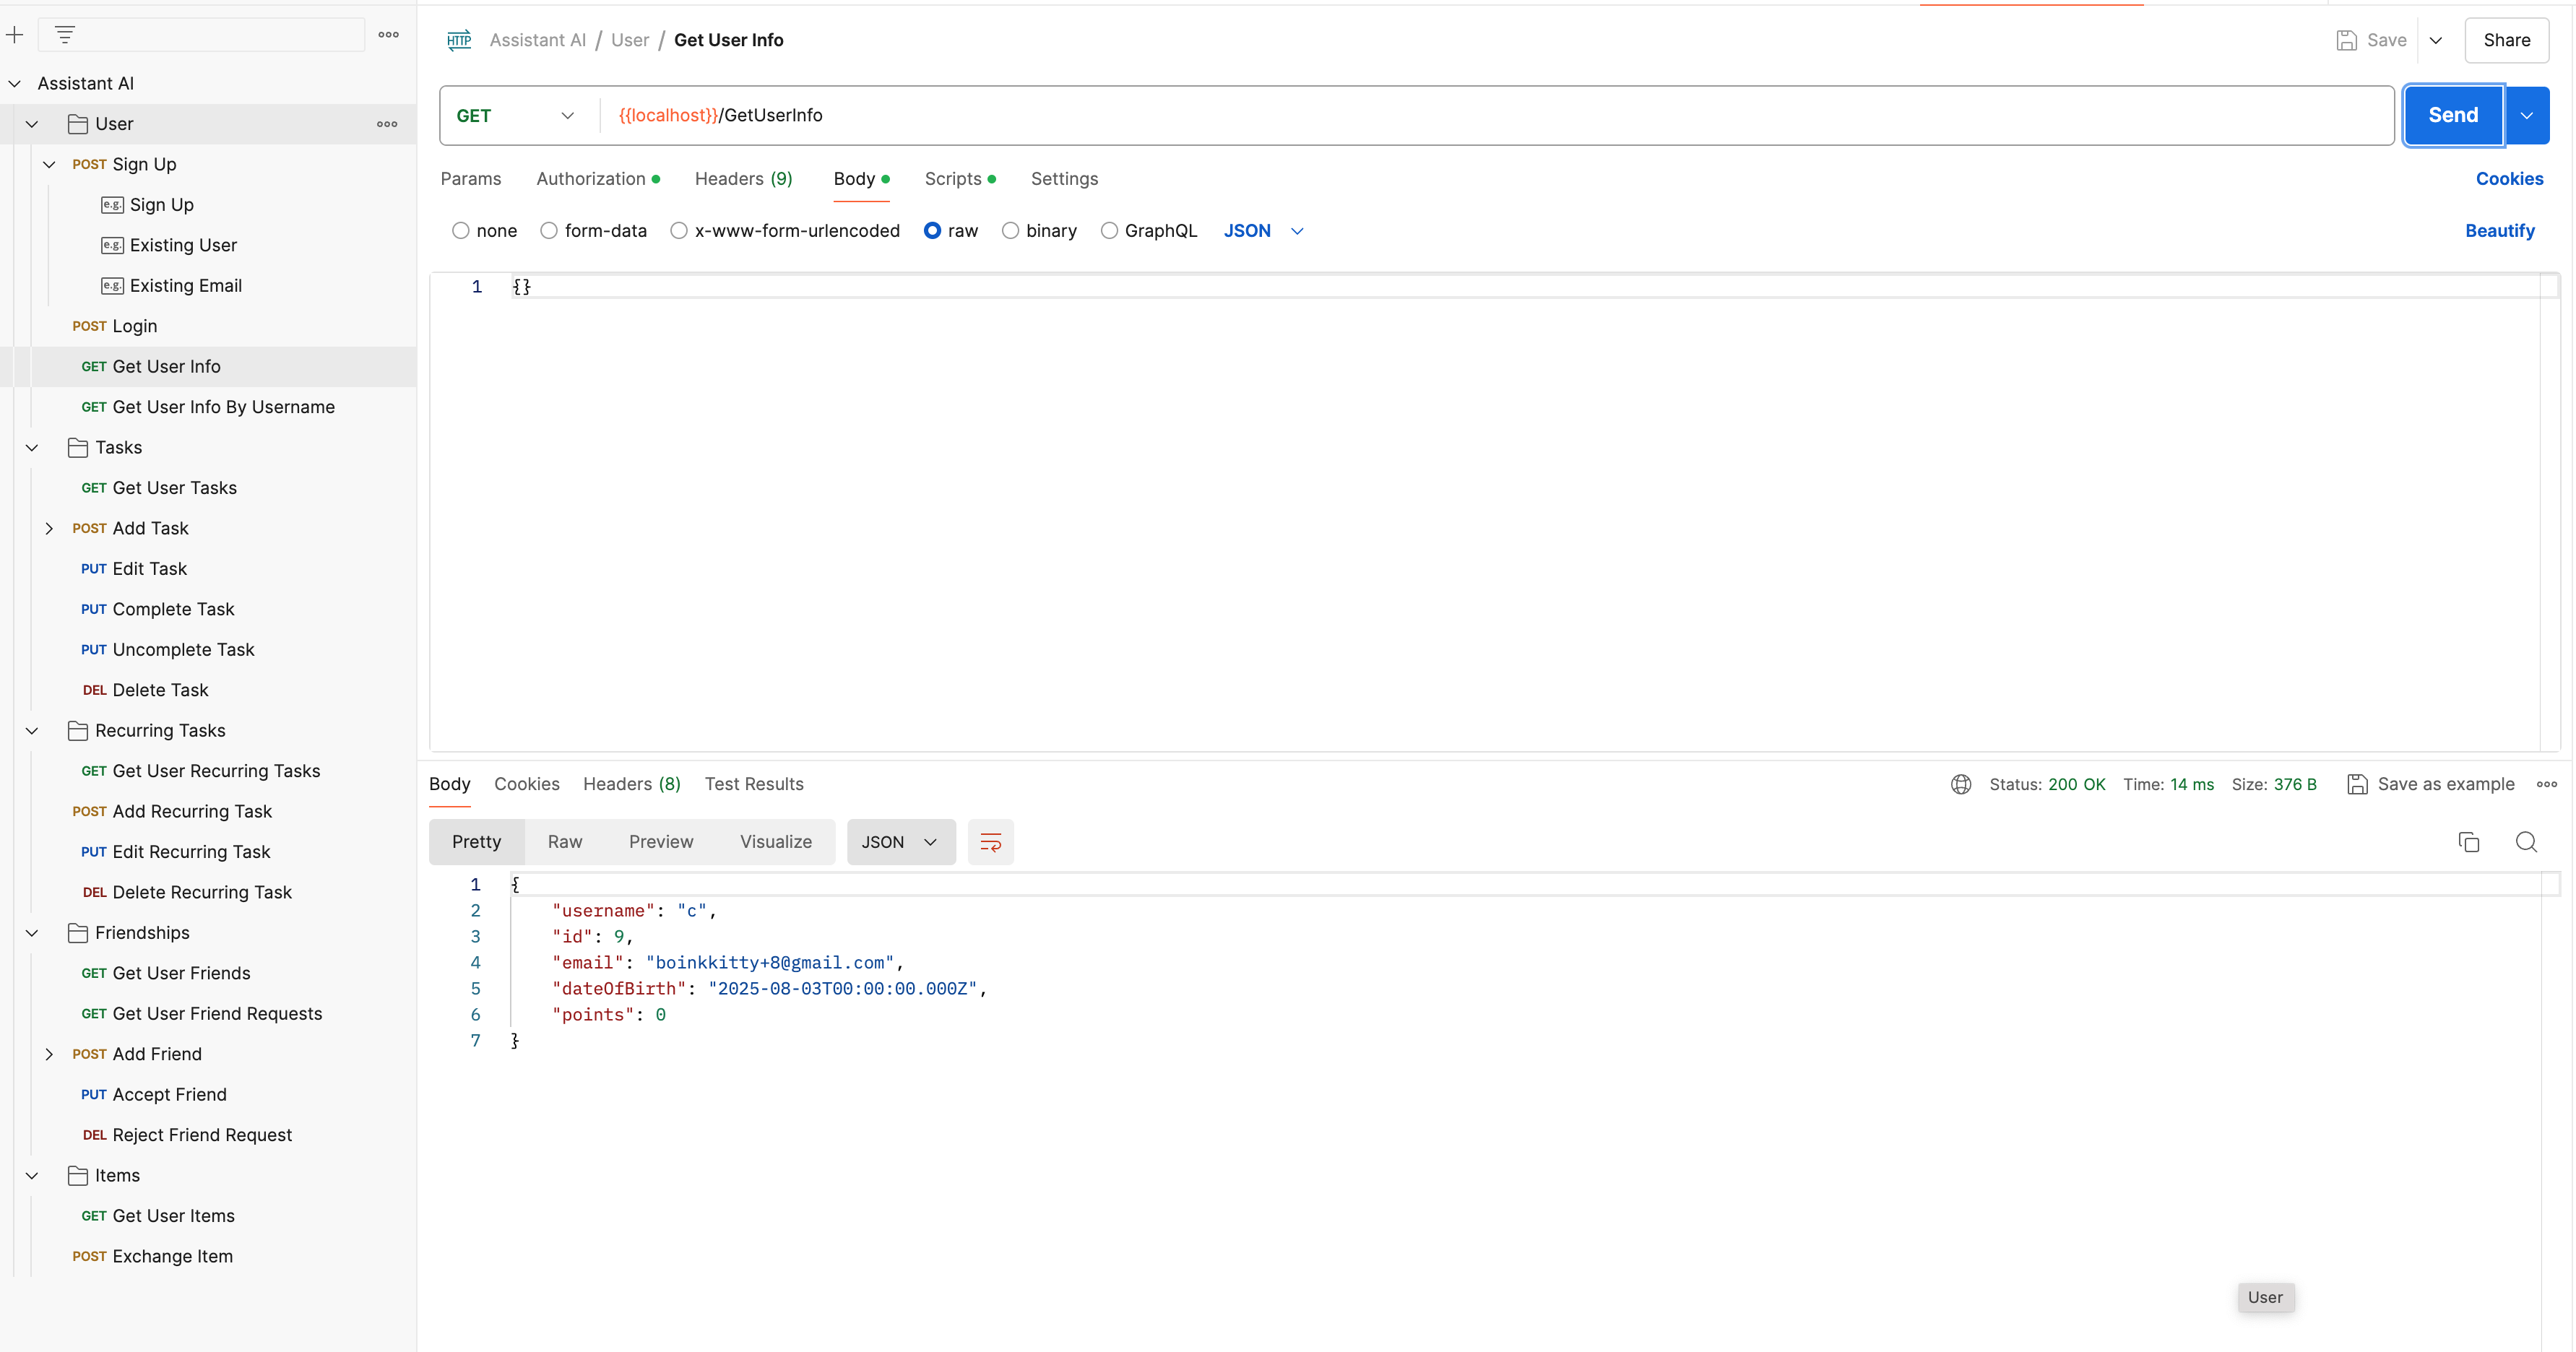 Assistant AI
User
POST Sign Up
e.g. Sign Up
e.g. Existing User
e.g. Existing Email
POST Login
GET Get User Info
GET Get User Info By Username
Tasks
GET Get User Tasks
POST Add Task
PUT Edit Task
PUT Complete Task
PUT Uncomplete Task
DEL Delete Task
Recurring Tasks
GET Get User Recurring Tasks
POST Add Recurring Task
PUT Edit Recurring Task
DEL Delete Recurring Task
Friendships
GET Get User Friends
GET Get User Friend Requests
POST Add Friend
PUT Accept Friend
DEL Reject Friend Request
Items
GET Get User Items
POST Exchange Item
HTTP Assistant AI / User / Get User Info Save Share
GET {{localhost}}/GetUserInfo Send
Params Authorization Headers (9) Body Scripts Settings Cookies
none form-data x-www-form-urlencoded raw binary GraphQL JSON Beautify
1 {}
Body Cookies Headers (8) Test Results Status: 200 OK Time: 14 ms Size: 376 B Save as example
Pretty Raw Preview Visualize JSON
1 {
2 "username": "c",
3 "id": 9,
4 "email": "boinkkitty+8@gmail.com",
5 "dateOfBirth": "2025-08-03T00:00:00.000Z",
6 "points": 0
7 }
User